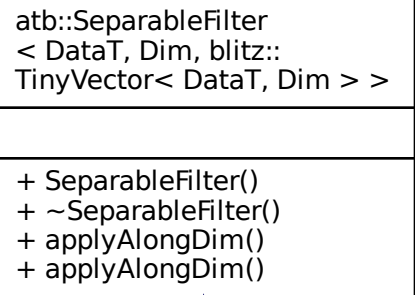 atb::SeparableFilter
< DataT, Dim, blitz::
TinyVector< DataT, Dim > >
+ SeparableFilter()
+ ~SeparableFilter()
+ applyAlongDim()
+ applyAlongDim()